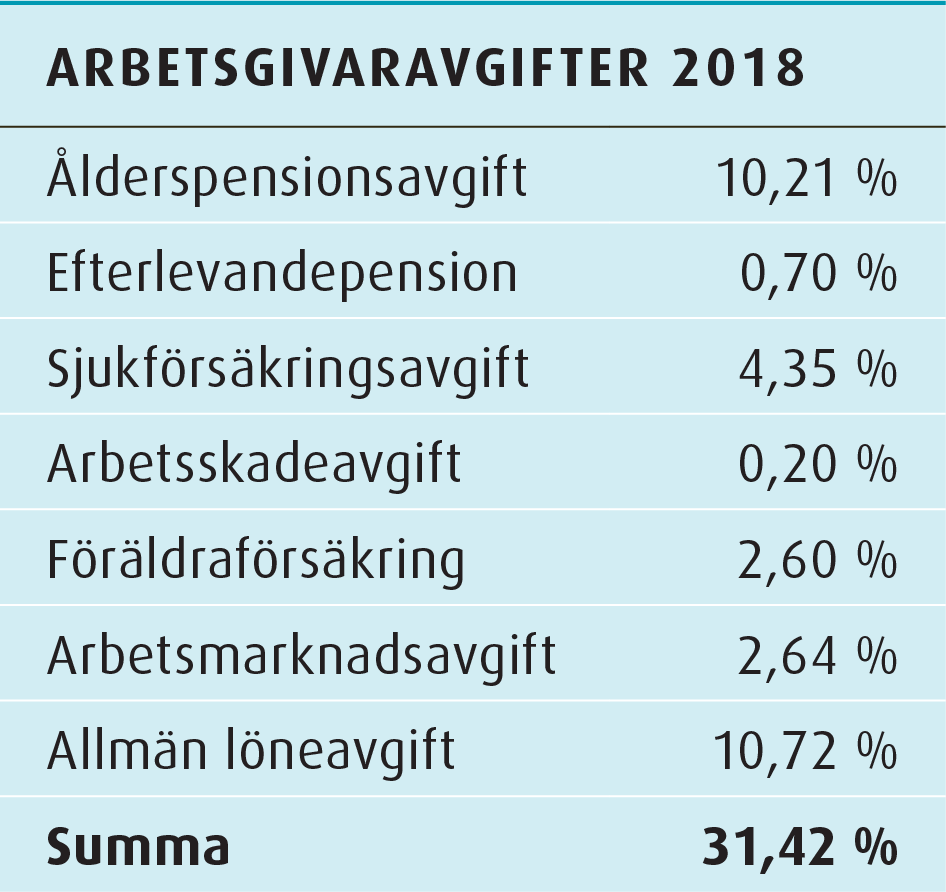 ARBETSGIVARAVGIFTER 2018
Ålderspensionsavgift 10,21 %
Efterlevandepension 0,70 %
Sjukförsäkringsavgift 4,35 %
Arbetsskadeavgift 0,20 %
Föräldraförsäkring 2,60 %
Arbetsmarknadsavgift 2,64 %
Allmän löneavgift 10,72 %
Summa 31,42 %